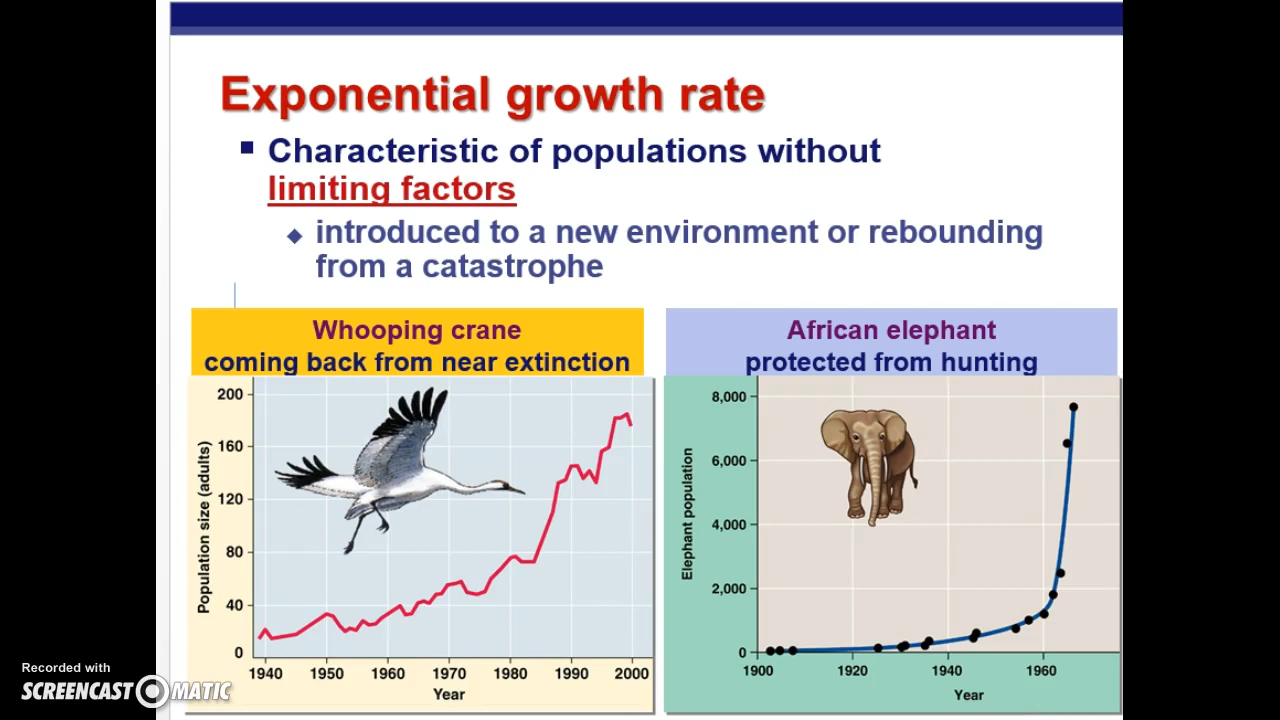 Exponential growth rate
Characteristic of populations without
limiting factors
introduced to a new environment or rebounding
from a catastrophe
Whooping crane
coming back from near extinction
200
160
120
80
40
0
Population size (adults)
1940 1950 1960 1970 1980 1990 2000
Year
African elephant
protected from hunting
8,000
6,000
4,000
2,000
0
Elephant population
1900 1920 1940 1960
Year
Recorded with
SCREENCAST MATIC